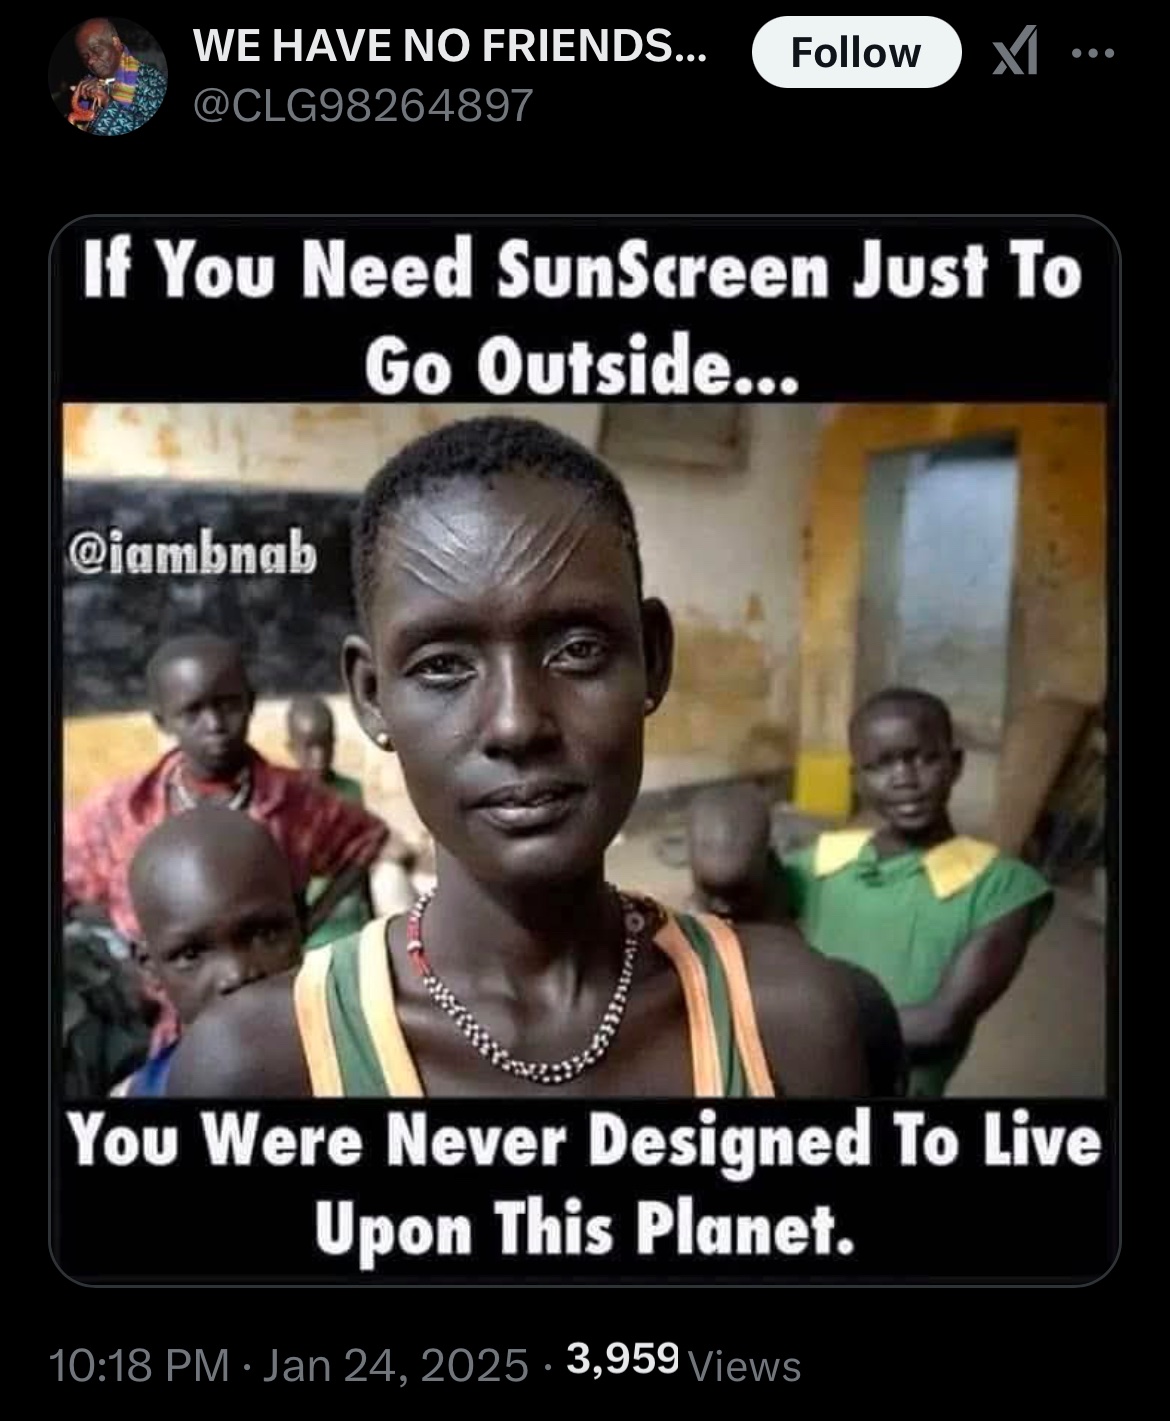 WE HAVE NO FRIENDS...
Follow
@CLG98264897
If You Need SunScreen Just To
Go Outside...
@iambnab
You Were Never Designed To Live
Upon This Planet.
10:18 PM · Jan 24, 2025 · 3,959 Views